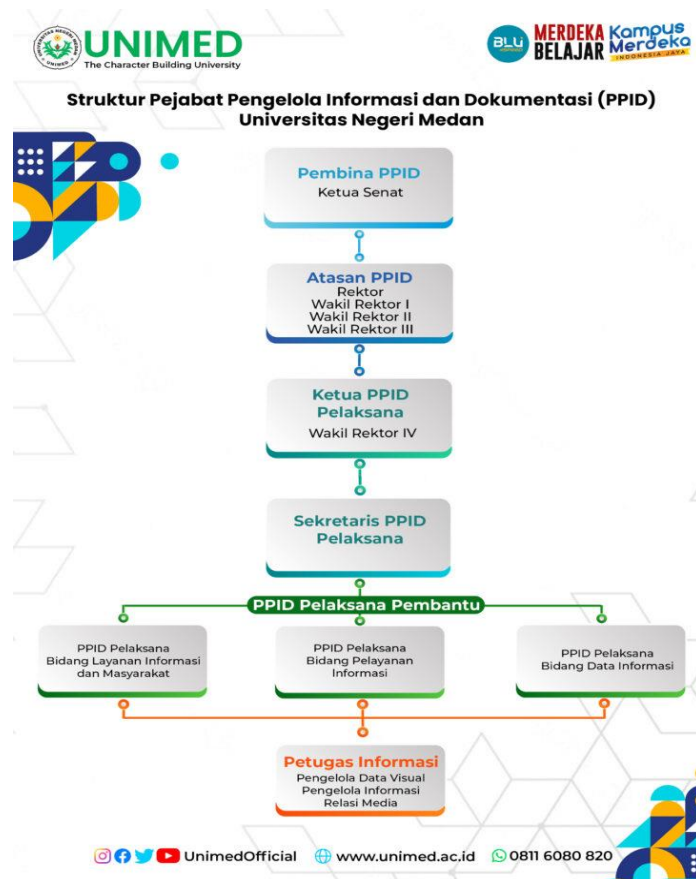 UNIMED
The Character Building University
BLU
MERDEKA
BELAJAR
Kampus
Merdeka
INDONESIA JAYA
Struktur Pejabat Pengelola Informasi dan Dokumentasi (PPID)
Universitas Negeri Medan
Pembina PPID
Ketua Senat
Atasan PPID
Rektor
Wakil Rektor I
Wakil Rektor II
Wakil Rektor III
Ketua PPID
Pelaksana
Wakil Rektor IV
Sekretaris PPID
Pelaksana
PPID Pelaksana Pembantu
PPID Pelaksana
Bidang Layanan Informasi
dan Masyarakat
PPID Pelaksana
Bidang Pelayanan
Informasi
PPID Pelaksana
Bidang Data Informasi
Petugas Informasi
Pengelola Data Visual
Pengelola Informasi
Relasi Media
UnimedOfficial
www.unimed.ac.id
0811 6080 820